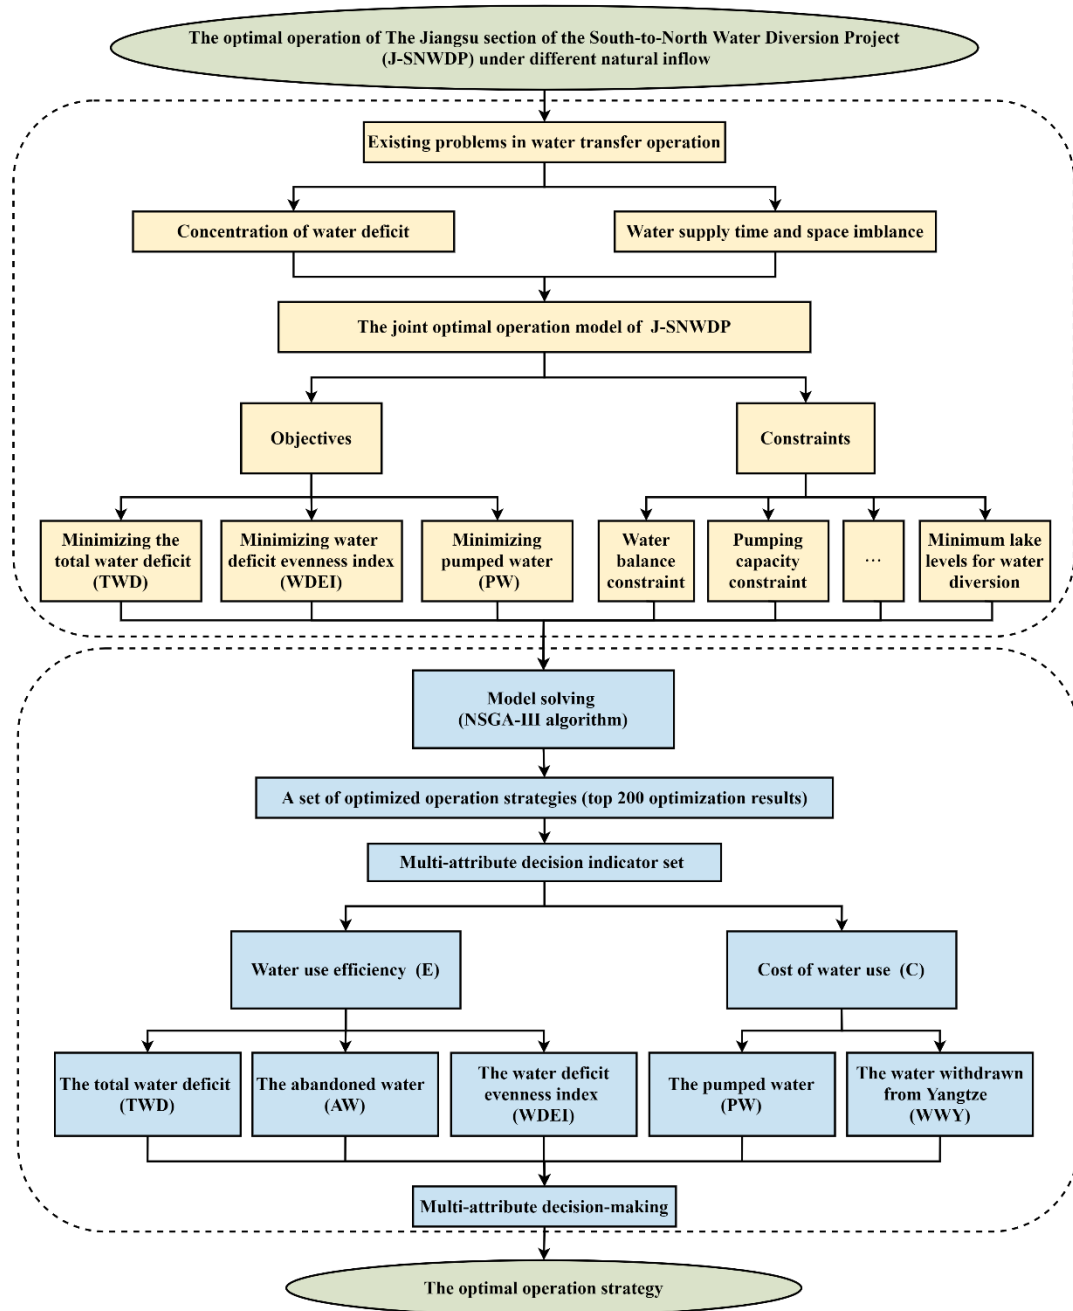 The optimal operation of The Jiangsu section of the South-to-North Water Diversion Project
(J-SNWDP) under different natural inflow
Existing problems in water transfer operation
Concentration of water deficit
Water supply time and space imblance
The joint optimal operation model of J-SNWDP
Objectives
Constraints
Minimizing the
total water deficit
(TWD)
Minimizing water
deficit evenness index
(WDEI)
Minimizing
pumped water
(PW)
Water
balance
constraint
Pumping
capacity
constraint
...
Minimum lake
levels for water
diversion
Model solving
(NSGA-III algorithm)
A set of optimized operation strategies (top 200 optimization results)
Multi-attribute decision indicator set
Water use efficiency (E)
Cost of water use (C)
The total water deficit
(TWD)
The abandoned water
(AW)
The water deficit
evenness index
(WDEI)
The pumped water
(PW)
The water withdrawn
from Yangtze
(WWY)
Multi-attribute decision-making
The optimal operation strategy